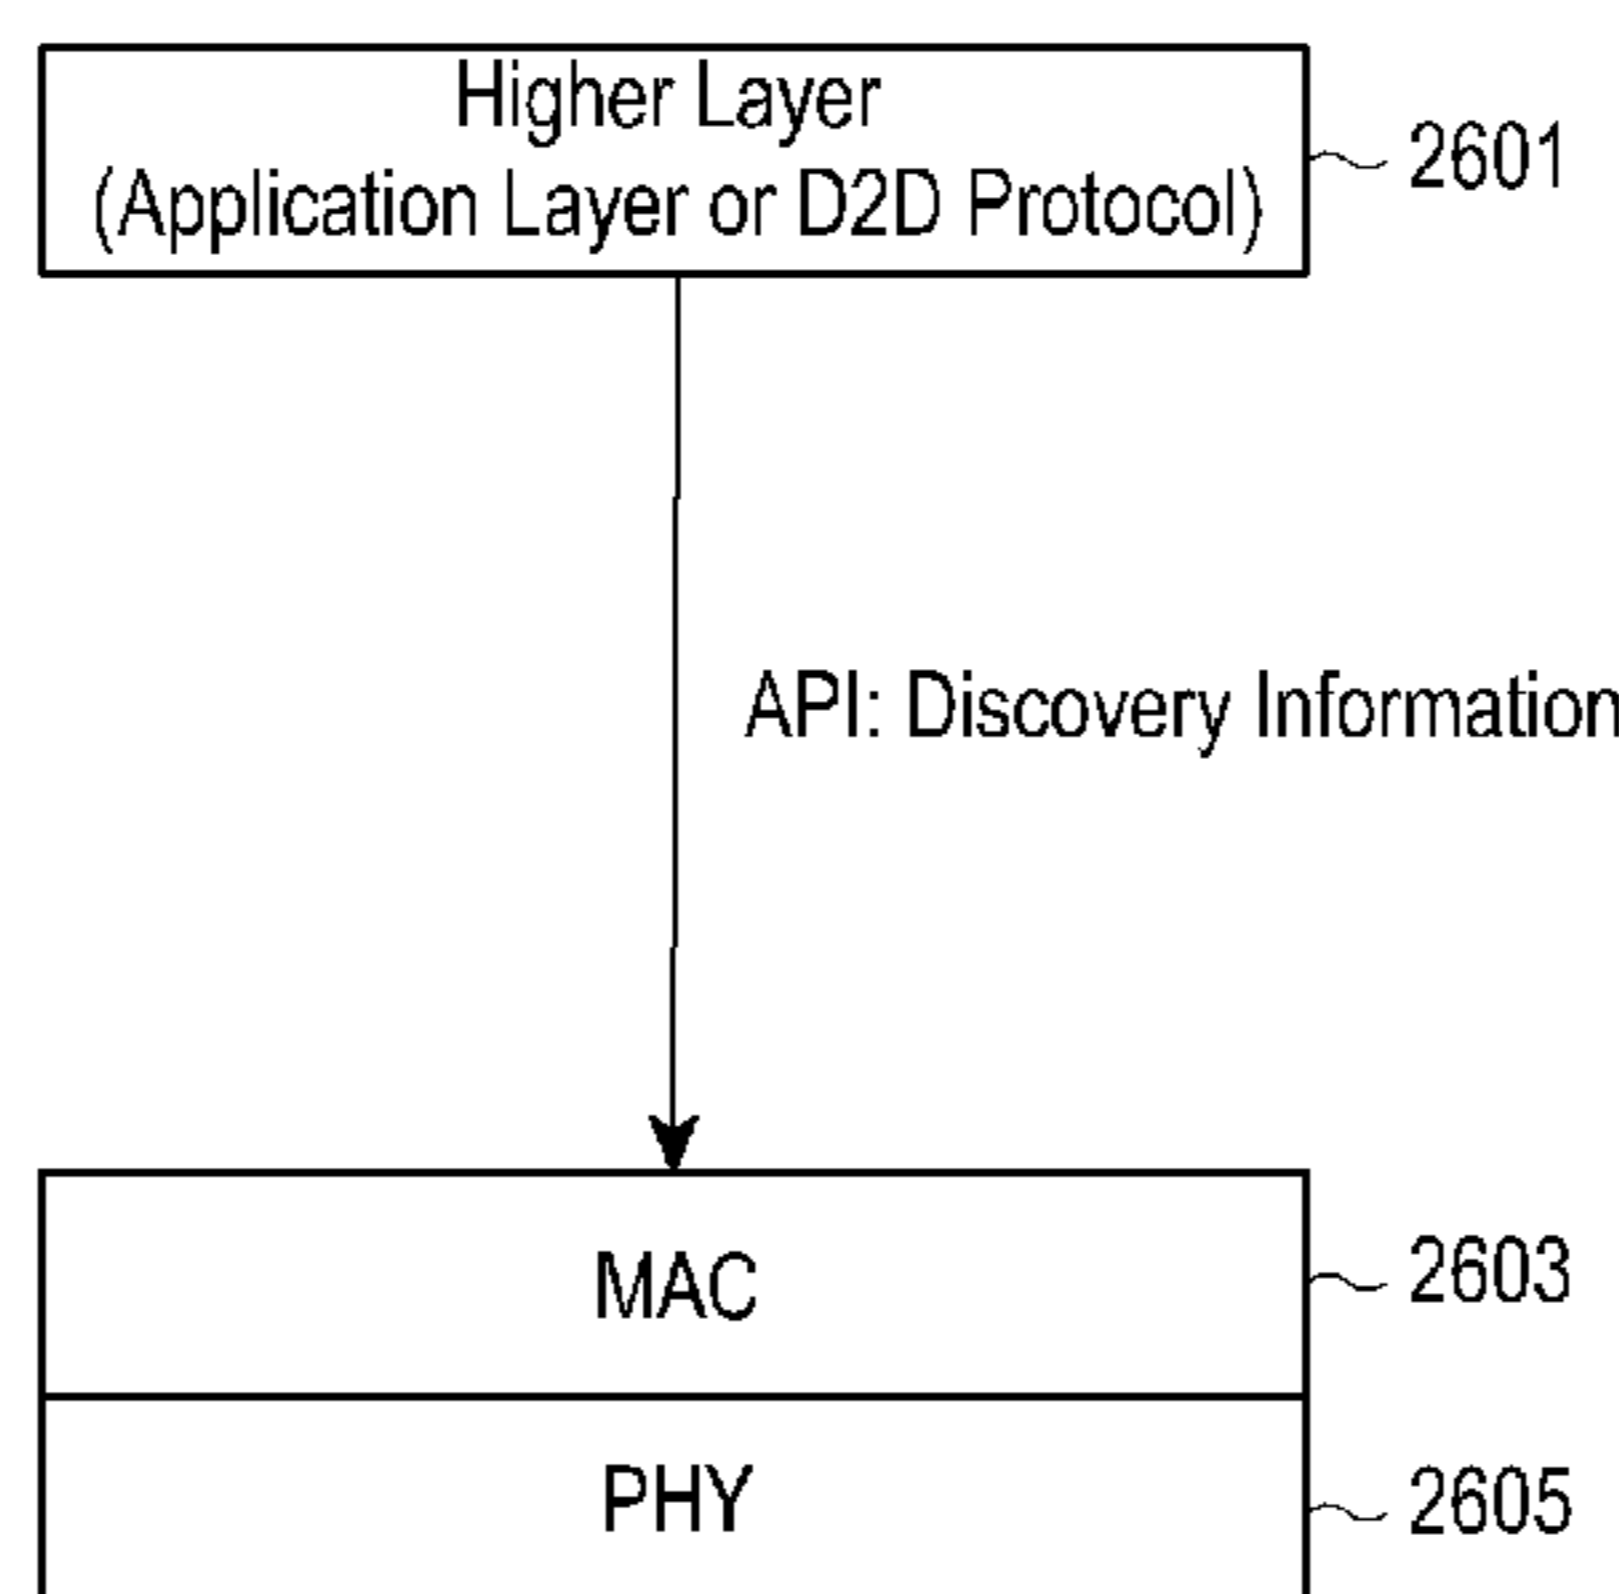 Higher Layer
(Application Layer or D2D Protocol)
2601
API: Discovery Information
MAC
2603
PHY
2605